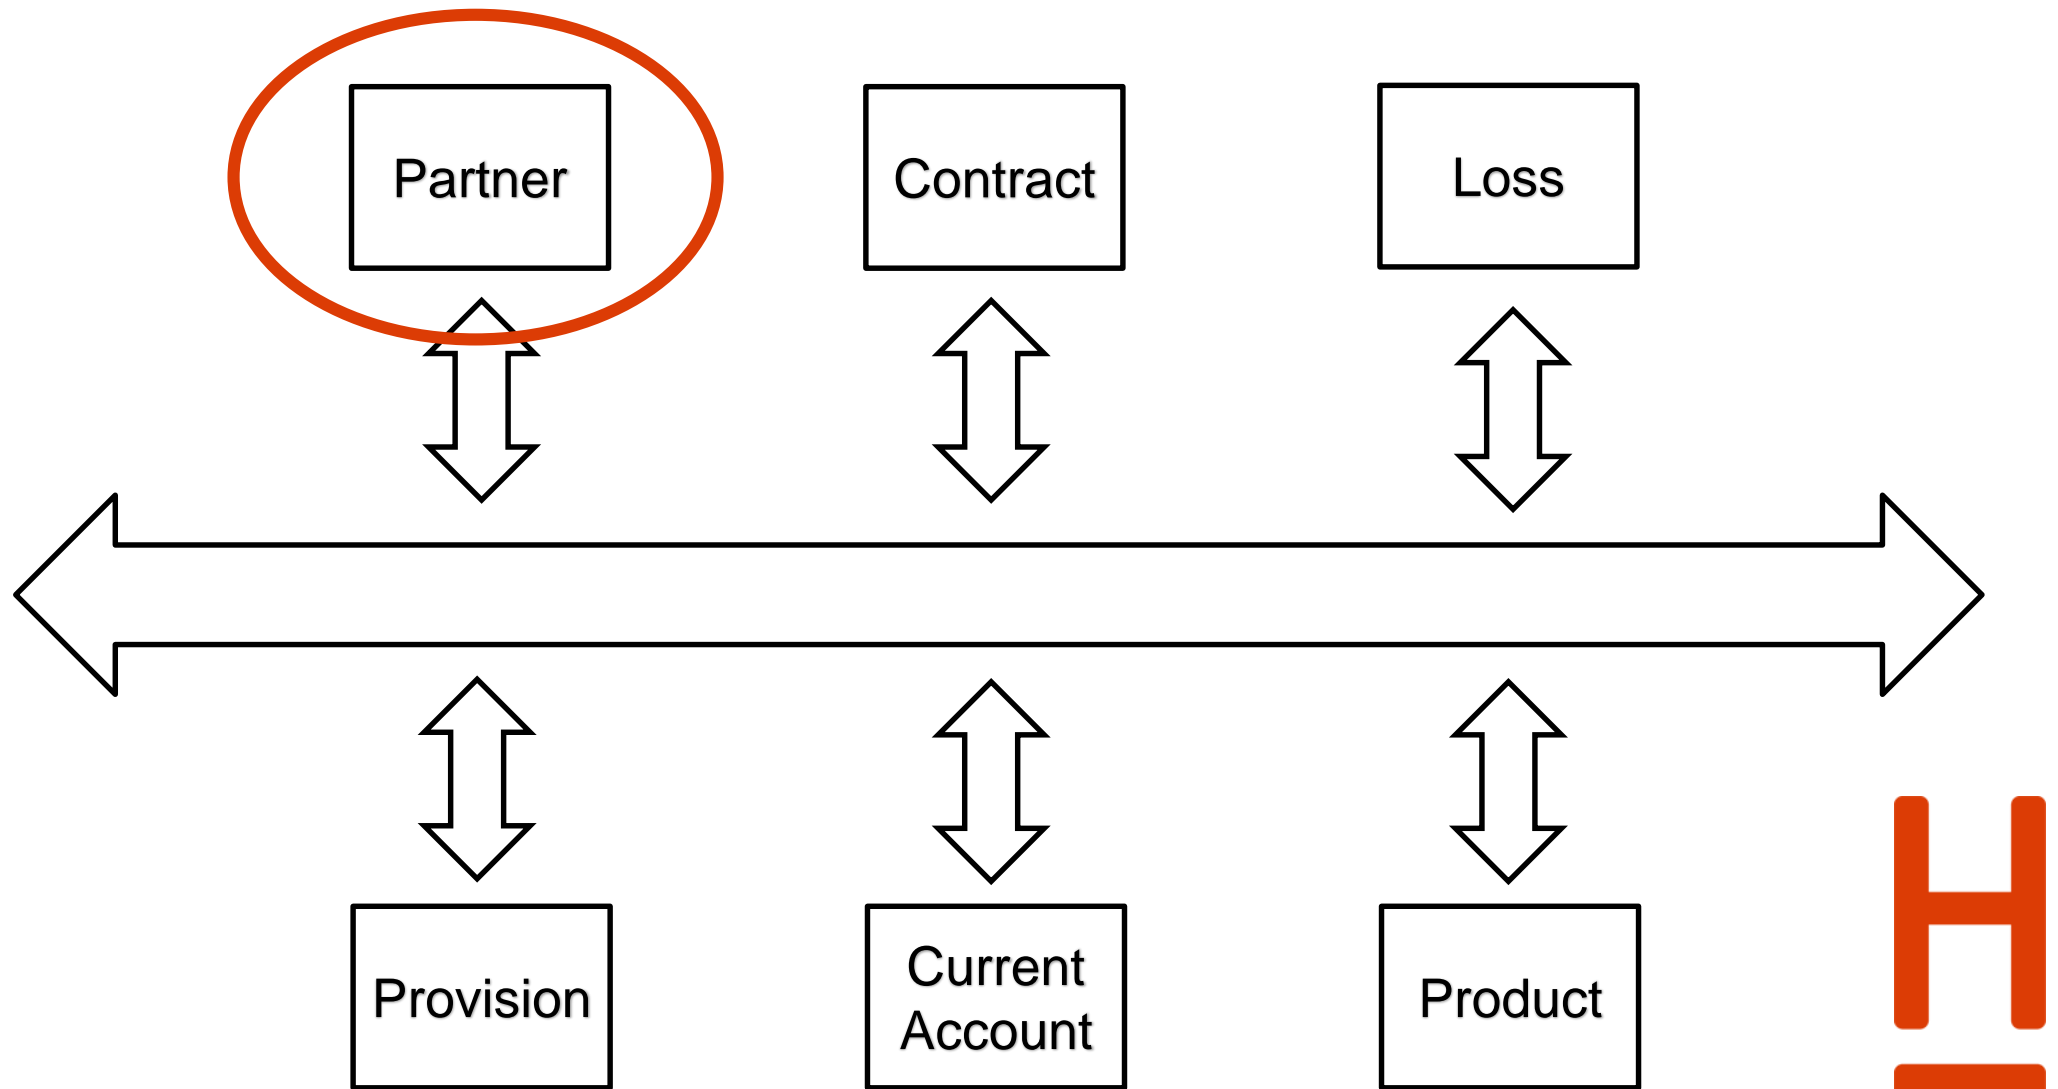 Partner
Contract
Loss
Provision
Current
Account
Product
H